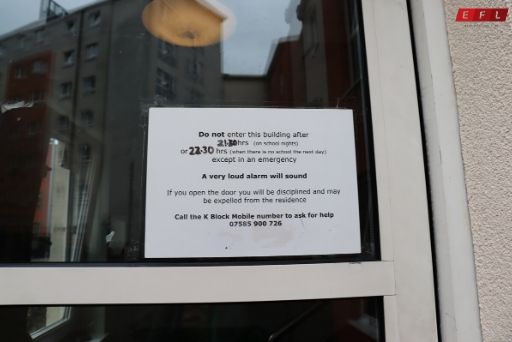 EFL
Do not enter this building after
21.30hrs (on school nights)
or 22.30 hrs (when there is no school the next day)
except in an emergency
A very loud alarm will sound
If you open the door you will be disciplined and may
be expelled from the residence
Call the K Block Mobile number to ask for help
07585 900 726